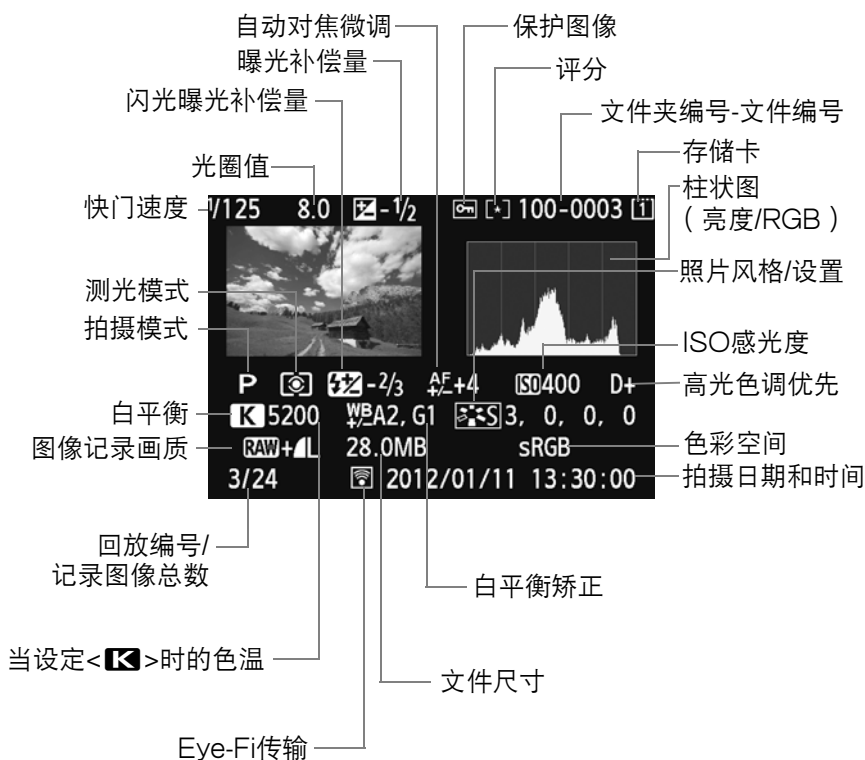 自动对焦微调
保护图像
曝光补偿量
评分
闪光曝光补偿量
文件夹编号-文件编号
光圈值
存储卡
柱状图
（亮度/RGB）
快门速度
1/125 8.0 -1/2 100-0003 1
照片风格/设置
测光模式
拍摄模式
ISO感光度
P -2/3 AF+4 ISO400 D+
高光色调优先
白平衡
K 5200 WB A2, G1 S 3, 0, 0, 0
图像记录画质
RAW+L 28.0MB sRGB
色彩空间
3/24 2012/01/11 13:30:00
拍摄日期和时间
回放编号/
记录图像总数
白平衡矫正
当设定<K>时的色温
文件尺寸
Eye-Fi传输